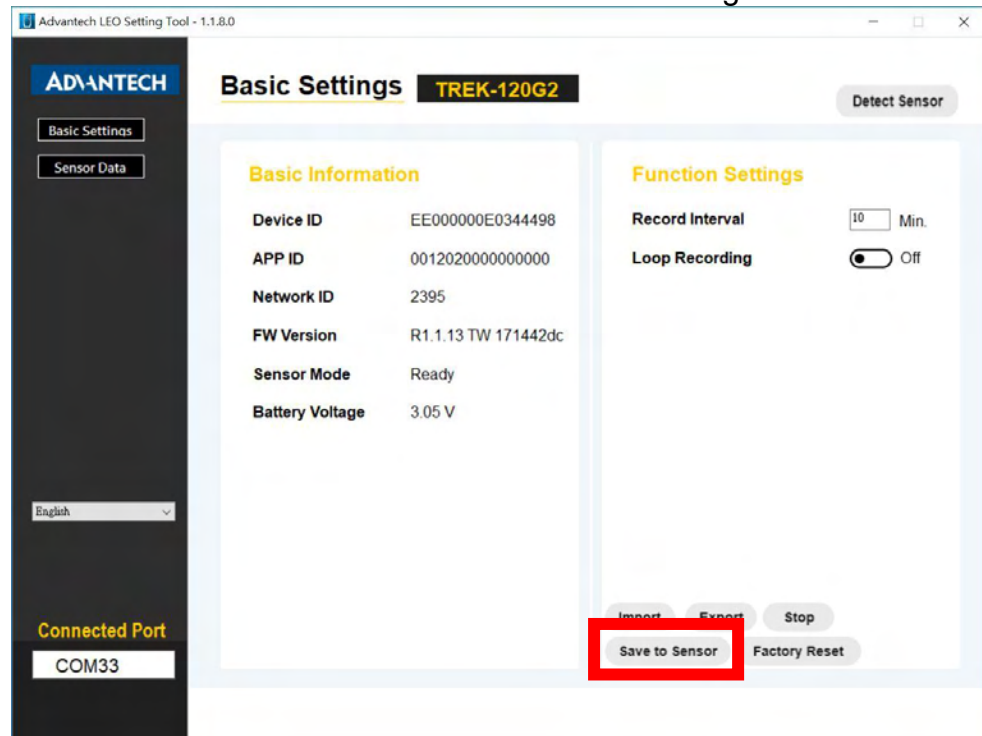 Advantech LEO Setting Tool - 1.1.8.0
ADVANTECH
Basic Settings
Sensor Data
English
Connected Port
COM33
Basic Settings TREK-120G2
Detect Sensor
Basic Information
Device ID EE000000E0344498
APP ID 0012020000000000
Network ID 2395
FW Version R1.1.13 TW 171442dc
Sensor Mode Ready
Battery Voltage 3.05 V
Function Settings
Record Interval 10 Min.
Loop Recording Off
Import Export Stop
Save to Sensor Factory Reset